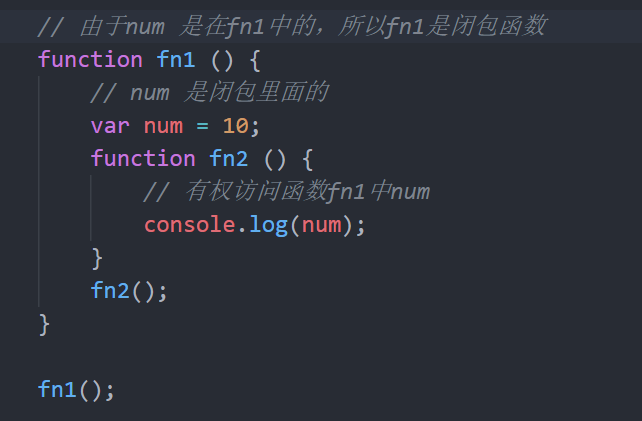 // 由于num 是在fn1中的，所以fn1是闭包函数
function fn1 () {
// num 是闭包里面的
var num = 10;
function fn2 () {
// 有权访问函数fn1中num
console.log(num);
}
fn2();
}
fn1();